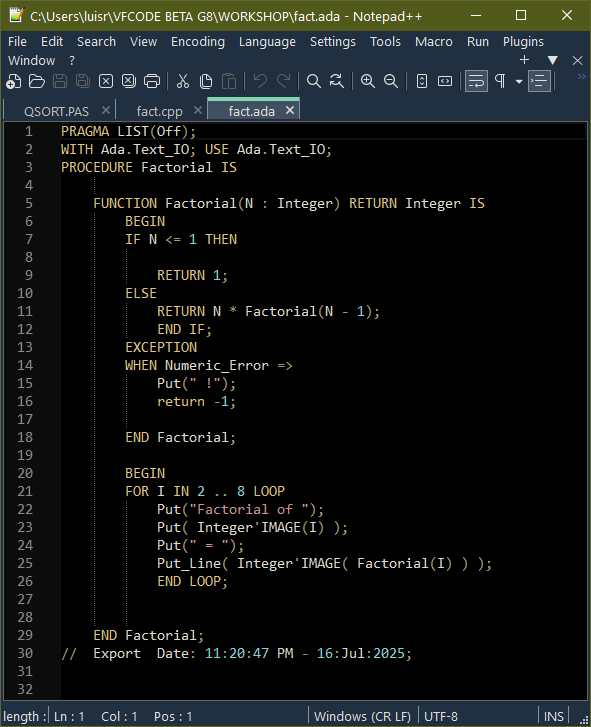 C:\Users\luisr\VFCODE BETA G8\WORKSHOP\fact.ada - Notepad++
File Edit Search View Encoding Language Settings Tools Macro Run Plugins
Window ?
QSORT.PAS fact.cpp fact.ada
1 PRAGMA LIST(Off);
2 WITH Ada.Text_IO; USE Ada.Text_IO;
3 PROCEDURE Factorial IS
4
5 FUNCTION Factorial(N : Integer) RETURN Integer IS
6 BEGIN
7 IF N <= 1 THEN
8
9 RETURN 1;
10 ELSE
11 RETURN N * Factorial(N - 1);
12 END IF;
13 EXCEPTION
14 WHEN Numeric_Error =>
15 Put(" !");
16 return -1;
17
18 END Factorial;
19
20 BEGIN
21 FOR I IN 2 .. 8 LOOP
22 Put("Factorial of ");
23 Put( Integer'IMAGE(I) );
24 Put(" = ");
25 Put_Line( Integer'IMAGE( Factorial(I) ) );
26 END LOOP;
27
28
29 END Factorial;
30 // Export Date: 11:20:47 PM - 16:Jul:2025;
31
32
length : Ln : 1 Col : 1 Pos : 1 Windows (CR LF) UTF-8 INS